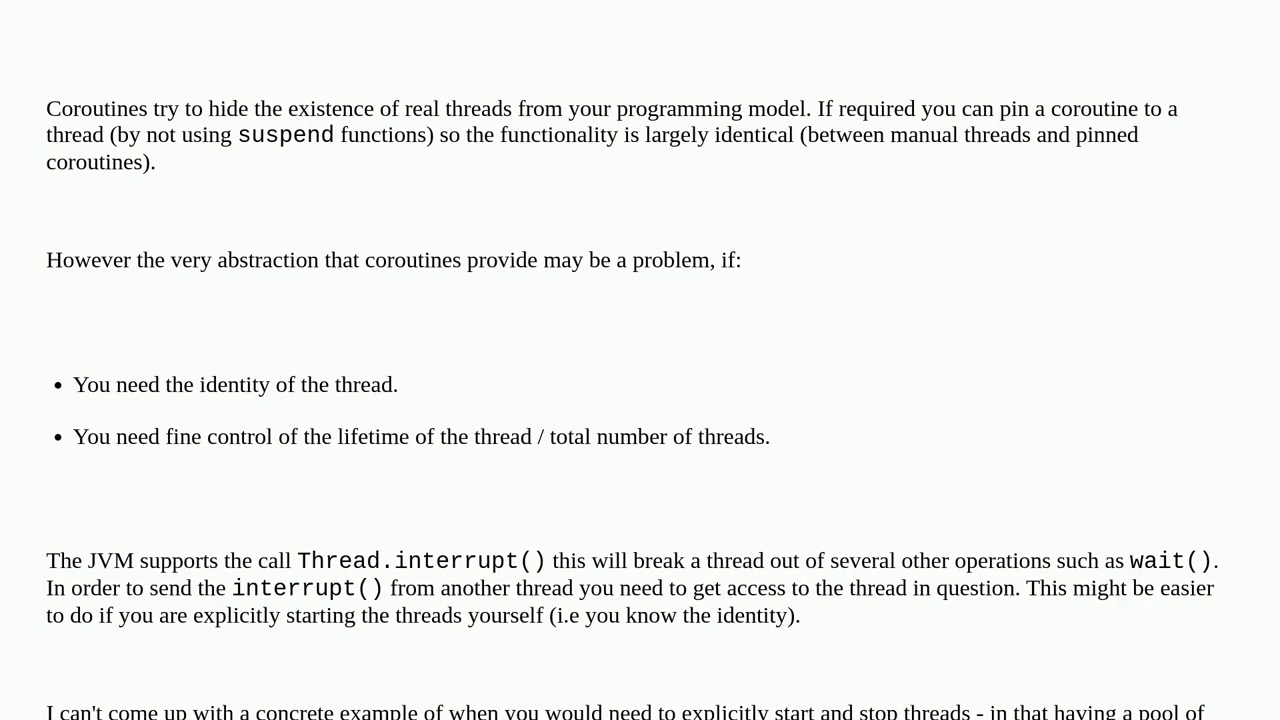 Coroutines try to hide the existence of real threads from your programming model. If required you can pin a coroutine to a
thread (by not using suspend functions) so the functionality is largely identical (between manual threads and pinned
coroutines).
However the very abstraction that coroutines provide may be a problem, if:
• You need the identity of the thread.
• You need fine control of the lifetime of the thread / total number of threads.
The JVM supports the call Thread.interrupt() this will break a thread out of several other operations such as wait().
In order to send the interrupt() from another thread you need to get access to the thread in question. This might be easier
to do if you are explicitly starting the threads yourself (i.e you know the identity).
I can't come up with a concrete example of when you would need to explicitly start and stop threads - in that having a pool of